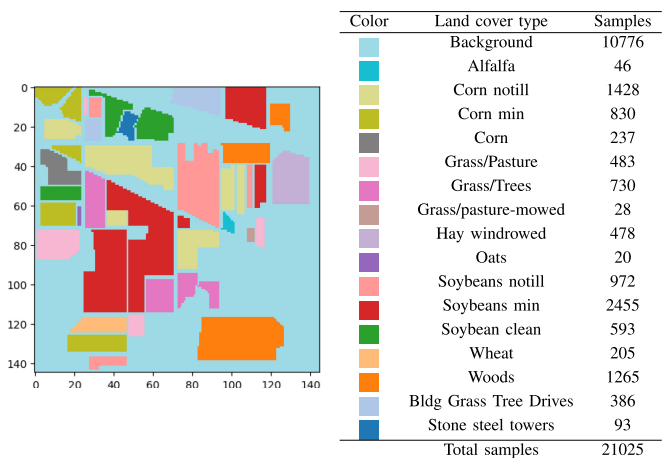 Color Land cover type Samples
Background 10776
Alfalfa 46
Corn notill 1428
Corn min 830
Corn 237
Grass/Pasture 483
Grass/Trees 730
Grass/pasture-mowed 28
Hay windrowed 478
Oats 20
Soybeans notill 972
Soybeans min 2455
Soybean clean 593
Wheat 205
Woods 1265
Bldg Grass Tree Drives 386
Stone steel towers 93
Total samples 21025
0
20
40
60
80
100
120
140
0 20 40 60 80 100 120 140